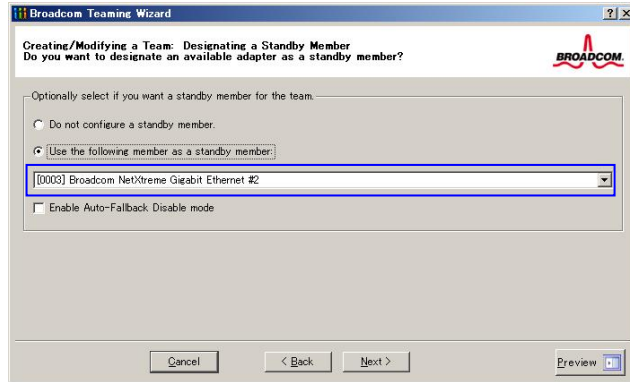 Broadcom Teaming Wizard
Creating/Modifying a Team: Designating a Standby Member
Do you want to designate an available adapter as a standby member?
BROADCOM.
Optionally select if you want a standby member for the team.
Do not configure a standby member.
Use the following member as a standby member:
[0003] Broadcom NetXtreme Gigabit Ethernet #2
Enable Auto-Fallback Disable mode
Cancel
< Back
Next >
Preview